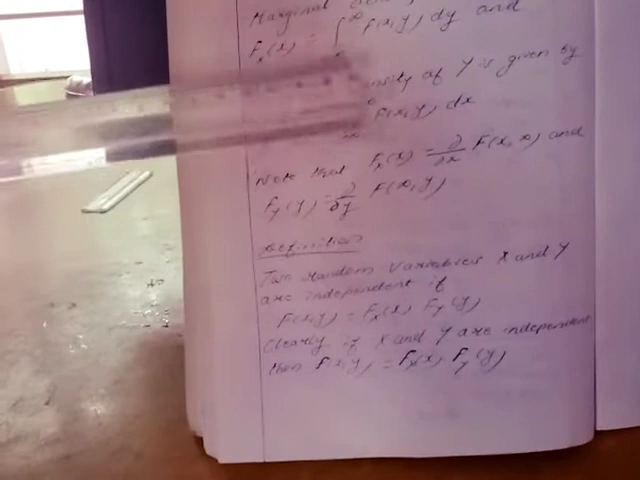 Marginal
F_X(x) = ∫ f(x,y) dy and
density of Y is given by
∞ f(x,y) dx
Note that F_X(x) = ∂/∂x F(x,∞) and
F_Y(y) = ∂/∂y F(∞,y)
Definition
Two Random Variables X and Y
are independent if
F(x,y) = F_X(x) F_Y(y)
Clearly if X and Y are independent
then F(x,y) = F_X(x) F_Y(y)